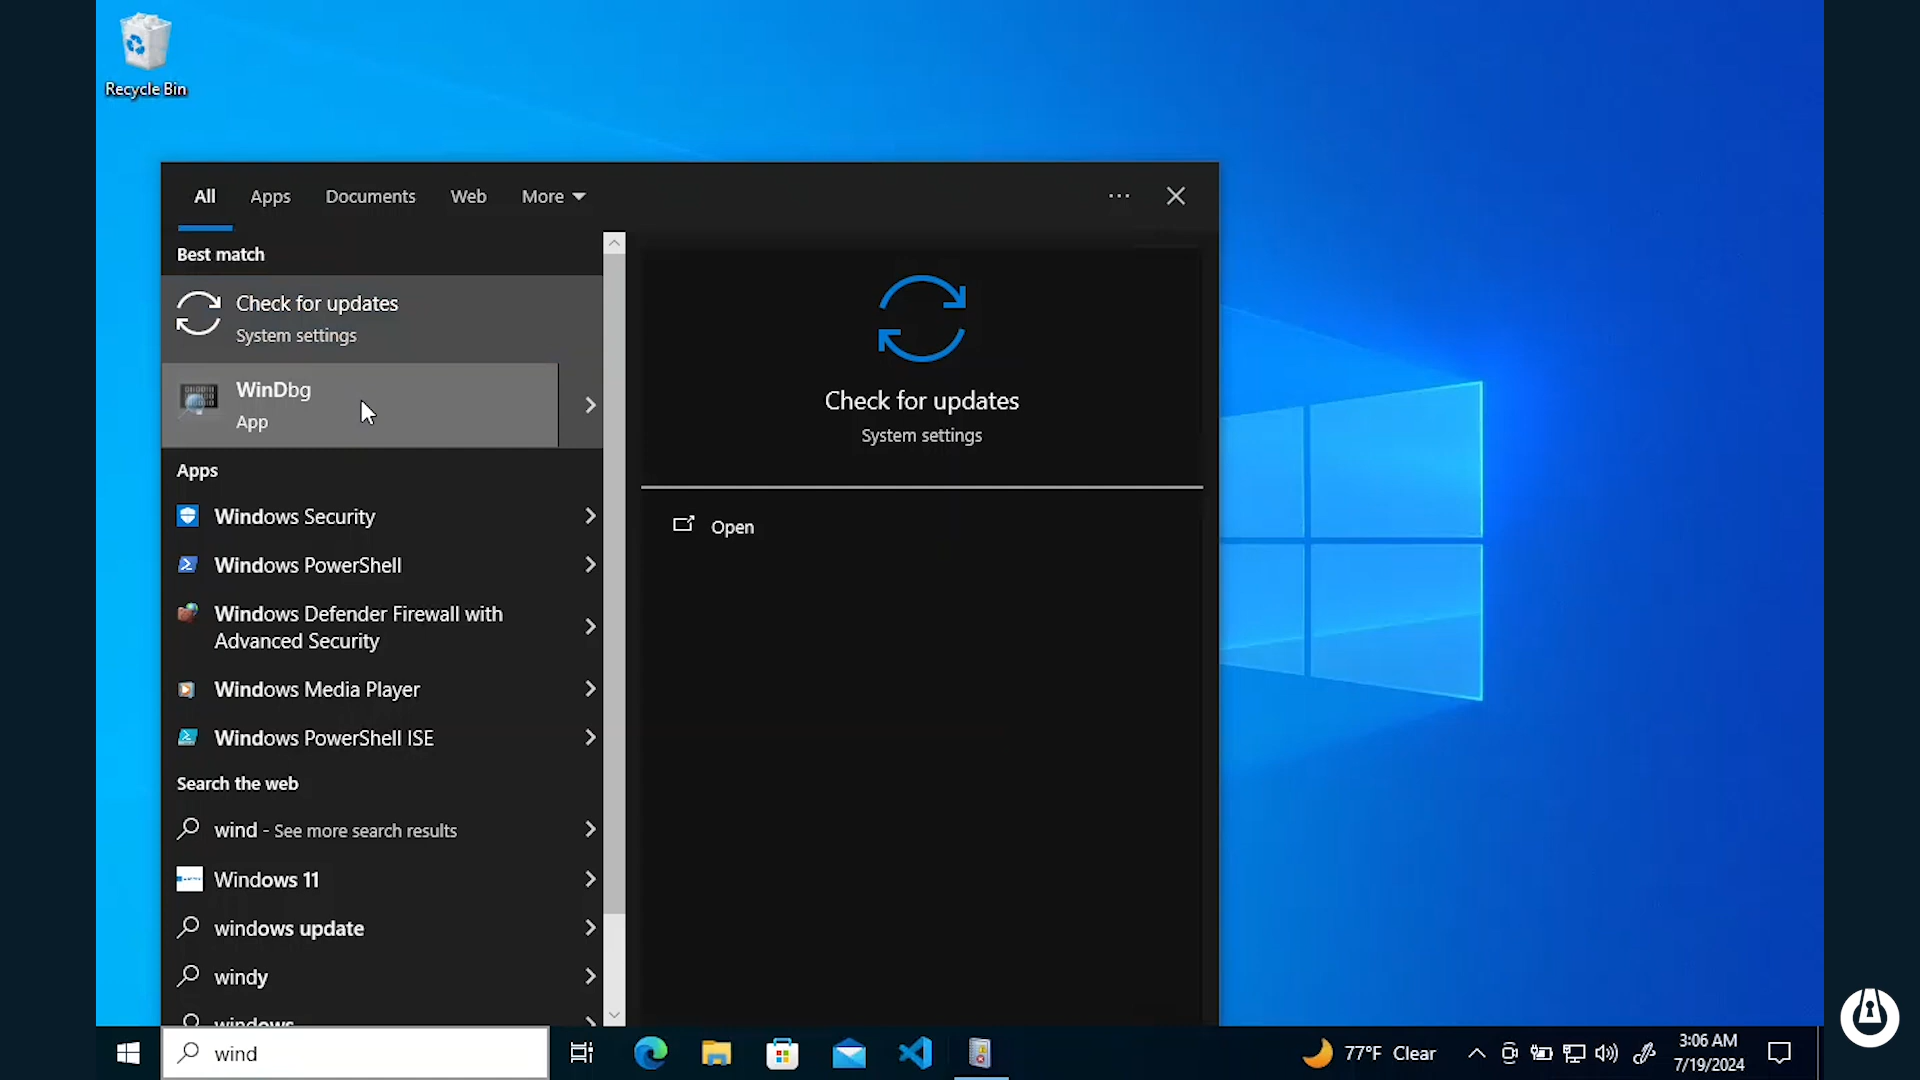 Recycle Bin
All
Apps
Documents
Web
More
Best match
Check for updates
System settings
WinDbg
App
Apps
Windows Security
Windows PowerShell
Windows Defender Firewall with
Advanced Security
Windows Media Player
Windows PowerShell ISE
Search the web
wind - See more search results
Windows 11
windows update
windy
windows
Check for updates
System settings
Open
wind
77°F Clear
3:06 AM
7/19/2024